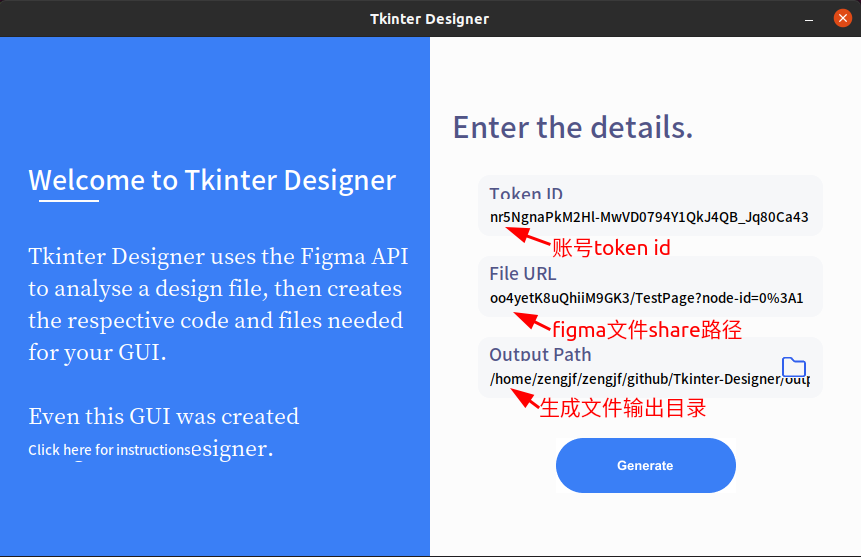 Tkinter Designer
Welcome to Tkinter Designer
Tkinter Designer uses the Figma API
to analyse a design file, then creates
the respective code and files needed
for your GUI.
Even this GUI was created
Click here for instructions esigner.
Enter the details.
Token ID
nr5NgnaPkM2Hl-MwVD0794Y1QkJ4QB_Jq80Ca43
账号token id
File URL
oo4yetK8uQhiiM9GK3/TestPage?node-id=0%3A1
figma文件share路径
Output Path
/home/zengjf/zengjf/github/Tkinter-Designer/outp
生成文件输出目录
Generate